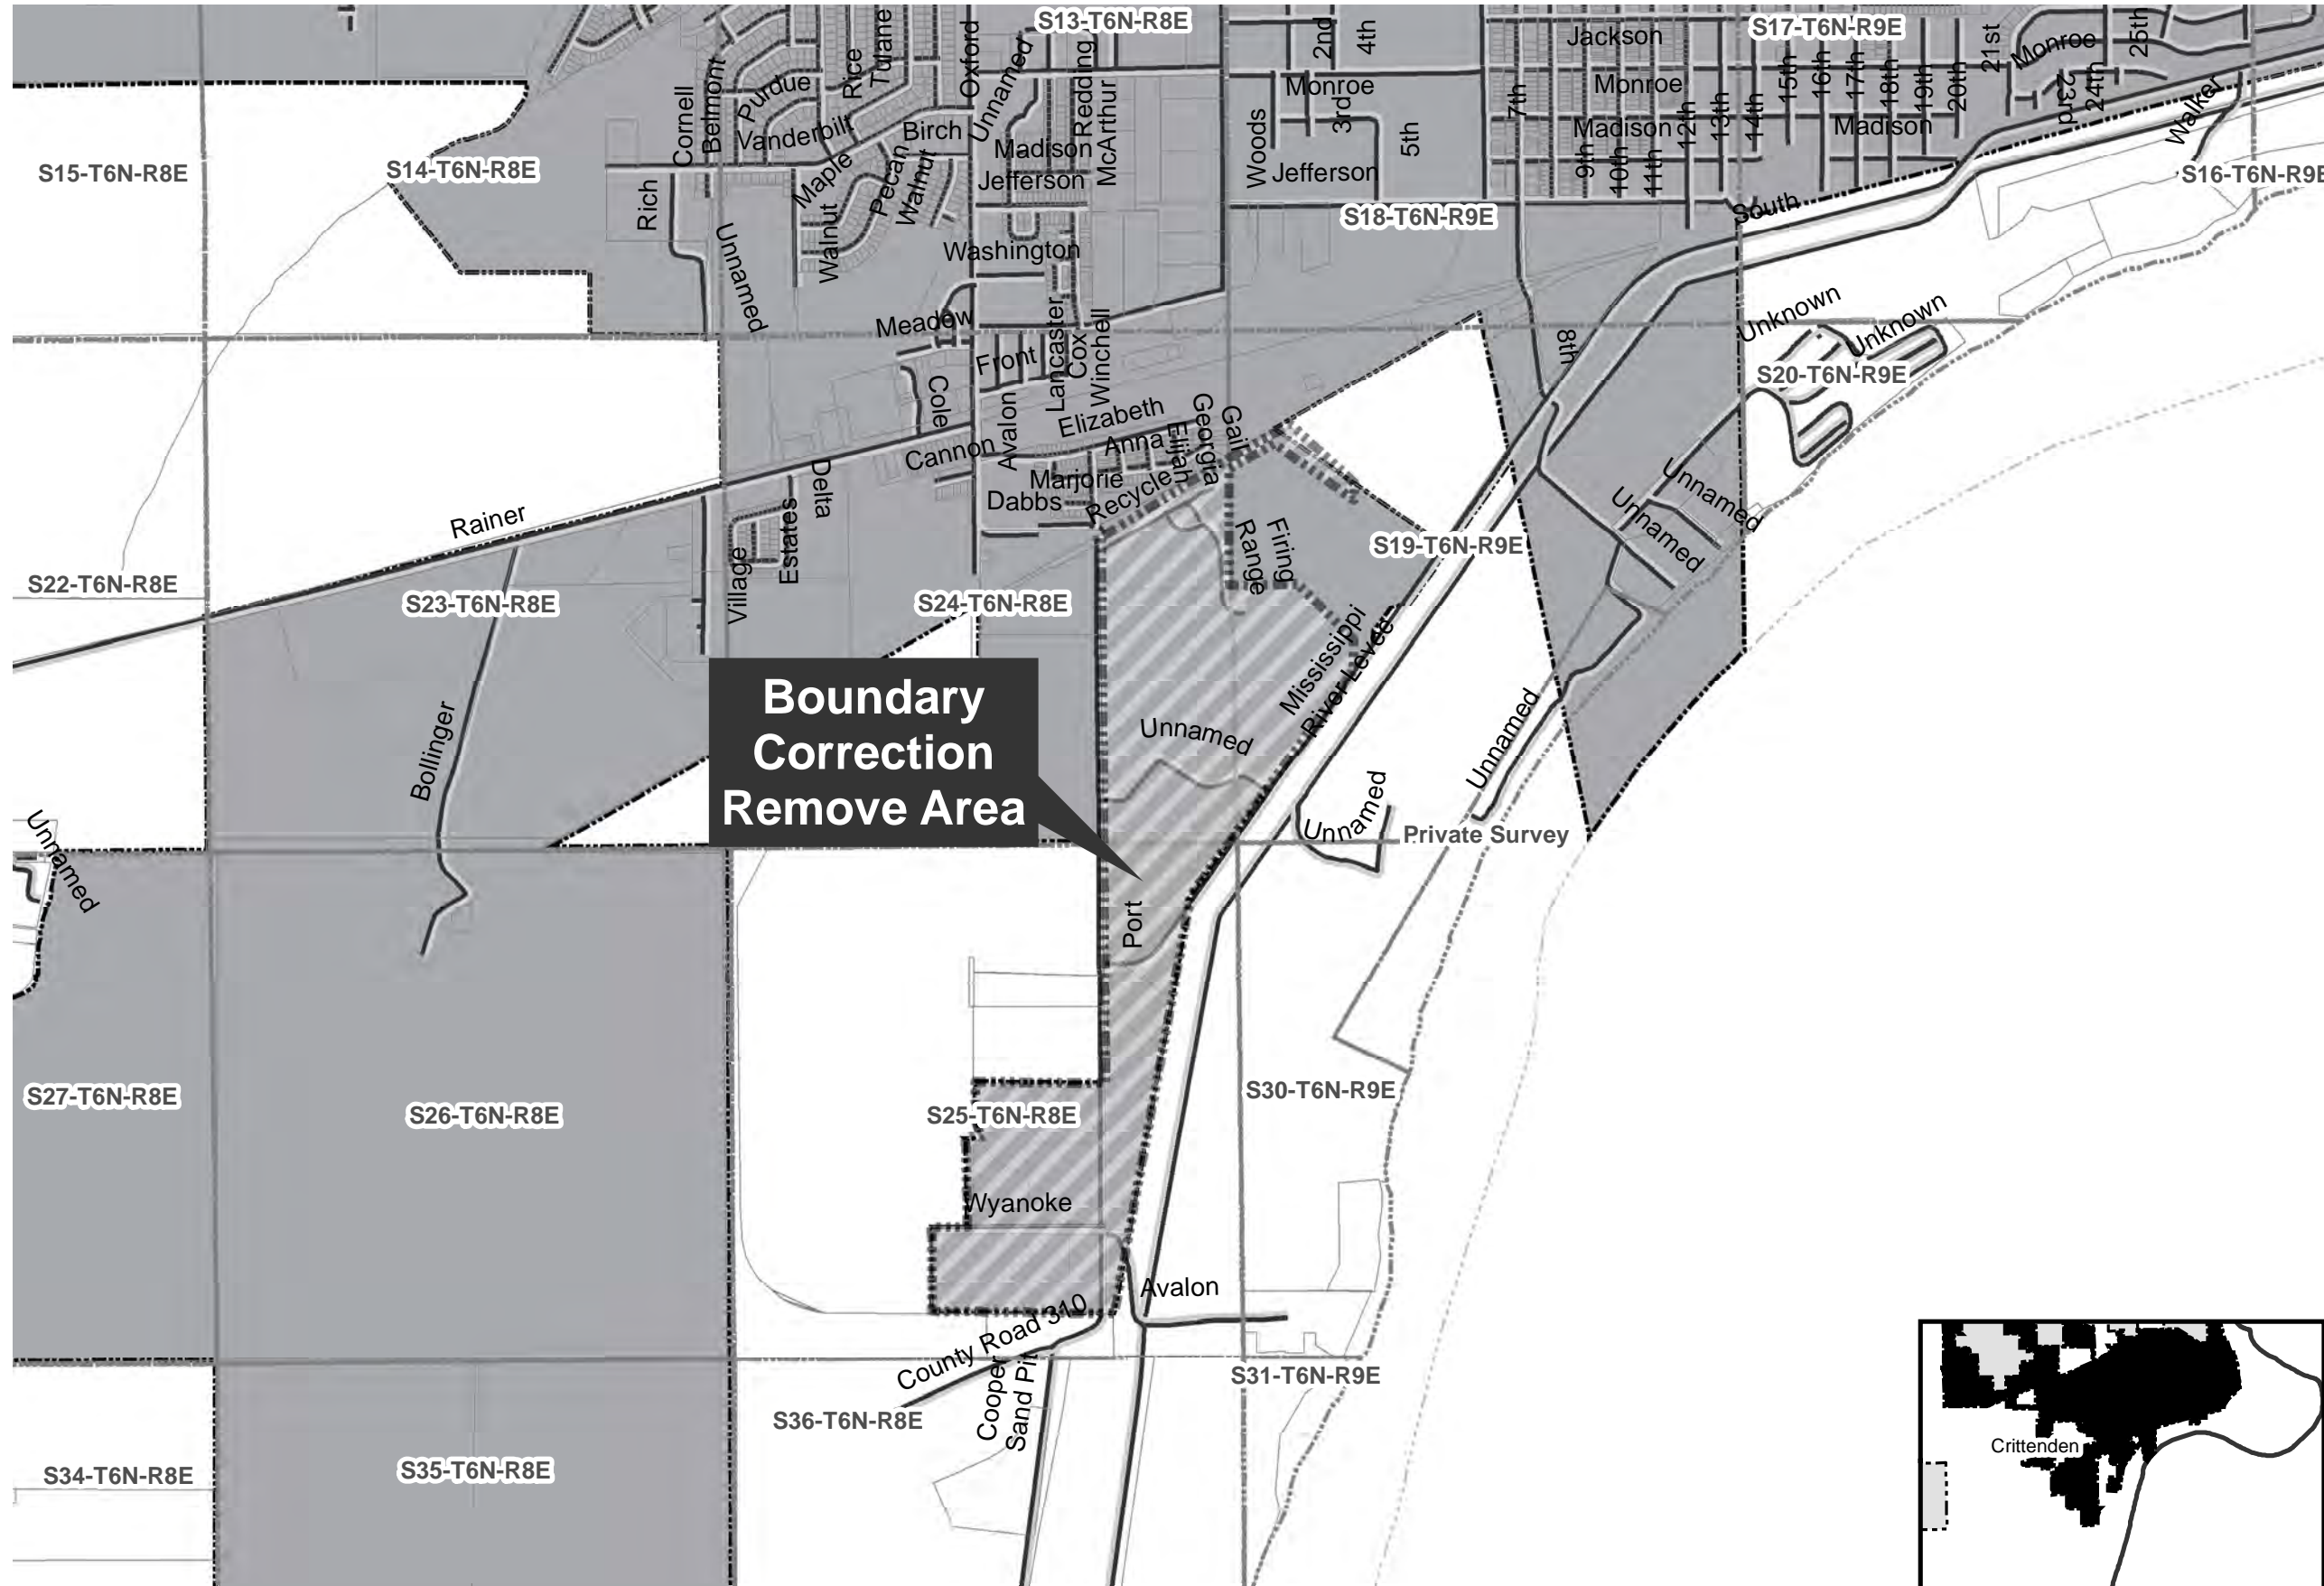 S13-T6N-R8E
S17-T6N-R9E
2nd
4th
Jackson
21st
Monroe
25th
Oxford
Unnamed
Tulane
Rice
Redding
Purdue
Belmont
Cornell
Monroe
Monroe
15th
16th
17th
18th
19th
20th
23rd
24th
Walker
7th
McArthur
3rd
Vanderbilt
Birch
Madison
12th
13th
14th
Madison
Madison
5th
S15-T6N-R8E
S14-T6N-R8E
Maple
Pecan
Walnut
Jefferson
Woods
Jefferson
9th
10th
11th
S16-T6N-R9E
Rich
South
S18-T6N-R9E
Unnamed
Walnut
Washington
Meadow
Lancaster
Cox
Winchell
8th
Unknown
Unknown
Front
S20-T6N-R9E
Cole
Avalon
Elizabeth
Georgia
Gail
Cannon
Anna
Elijah
Marjorie
Dabbs
Recycle
Delta
Estates
Village
Rainer
Firing
Range
S19-T6N-R9E
Unnamed
Unnamed
Unnamed
S22-T6N-R8E
S23-T6N-R8E
S24-T6N-R8E
Mississippi
River Levee
Boundary
Correction
Remove Area
Unnamed
Bollinger
Unnamed
Unnamed
Private Survey
Unnamed
Port
S27-T6N-R8E
S26-T6N-R8E
S25-T6N-R8E
S30-T6N-R9E
Wyanoke
Avalon
County Road 310
Cooper
Sand Pit
S31-T6N-R9E
S36-T6N-R8E
S34-T6N-R8E
S35-T6N-R8E
Crittenden